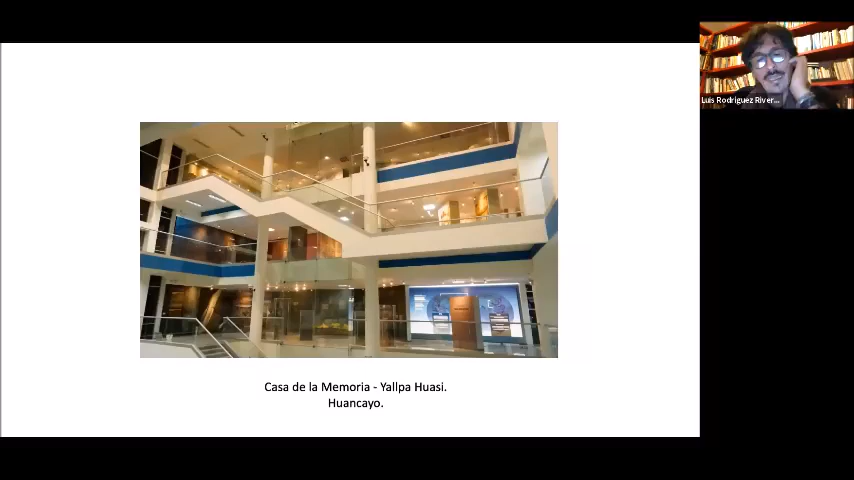 Luis Rodriguez River...
Casa de la Memoria - Yallpa Huasi.
Huancayo.